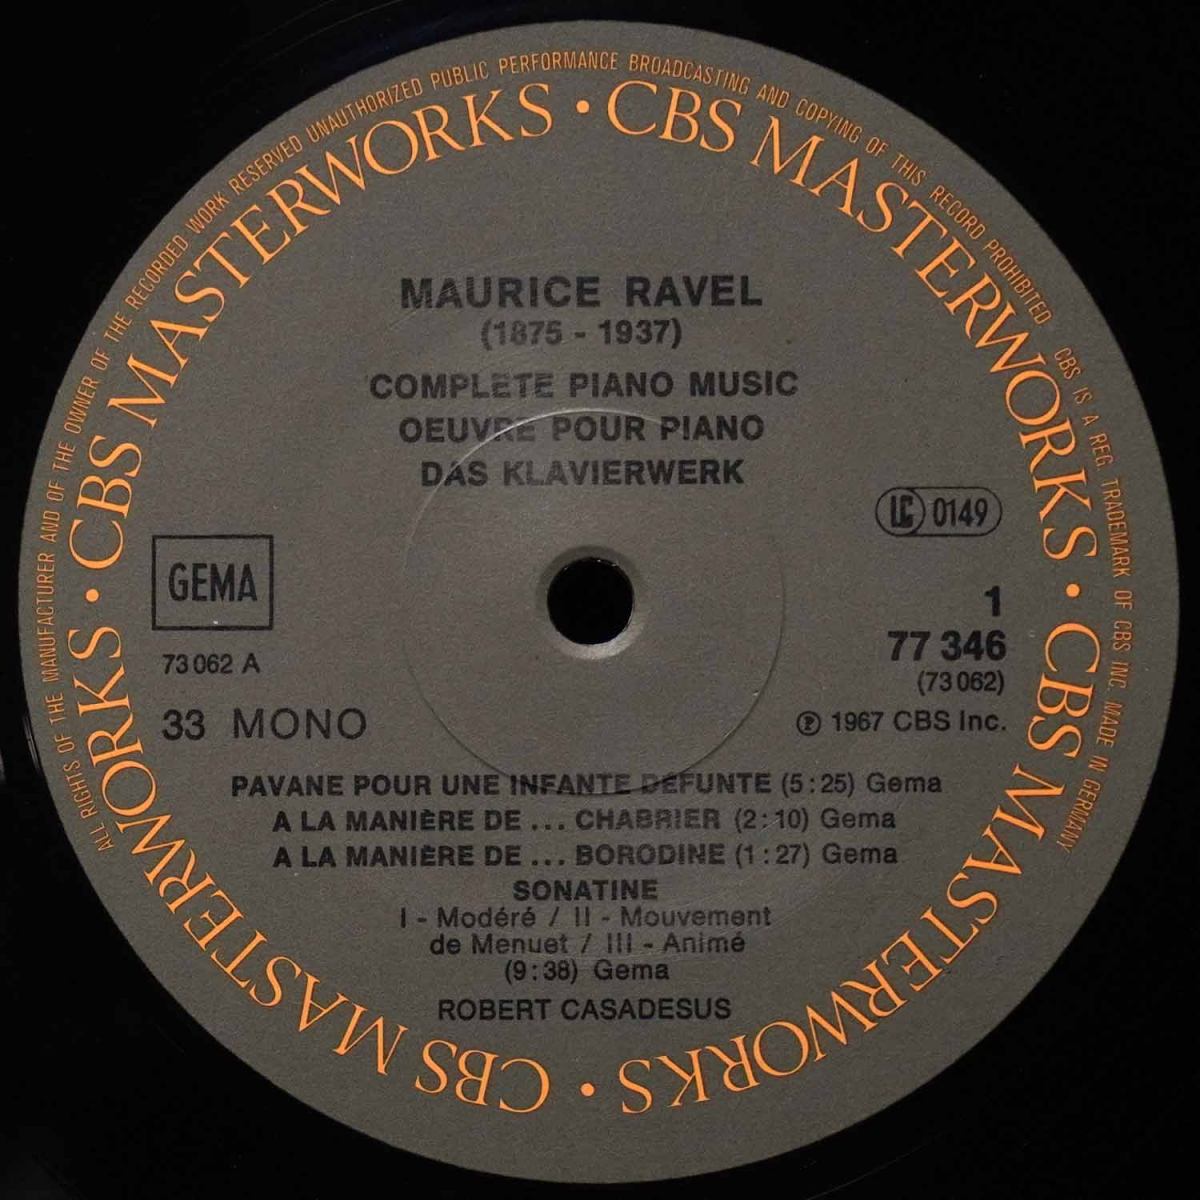 ALL RIGHTS OF THE MANUFACTURER AND OF THE OWNER OF THE RECORDED WORK RESERVED UNAUTHORIZED PUBLIC PERFORMANCE BROADCASTING AND COPYING OF THIS RECORD PROHIBITED CBS IS A REG. TRADEMARK OF CBS INC. MADE IN GERMANY
CBS MASTERWORKS · CBS MASTERWORKS · CBS MASTERWORKS · CBS MASTERWORKS ·
MAURICE RAVEL
(1875 - 1937)
COMPLETE PIANO MUSIC
OEUVRE POUR PIANO
DAS KLAVIERWERK
LC 0149
GEMA
1
77 346
73 062 A
(73 062)
33 MONO
℗ 1967 CBS Inc.
PAVANE POUR UNE INFANTE DÉFUNTE (5:25) Gema
A LA MANIÈRE DE ... CHABRIER (2:10) Gema
A LA MANIÈRE DE ... BORODINE (1:27) Gema
SONATINE
I - Modéré / II - Mouvement
de Menuet / III - Animé
(9:38) Gema
ROBERT CASADESUS